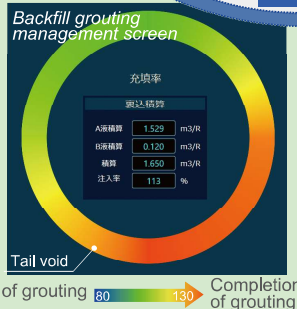 Backfill grouting
management screen
充填率
裏込積算
A液積算 1.529 m3/R
B液積算 0.120 m3/R
積算 1.650 m3/R
注入率 113 %
Tail void
of grouting 80 130 Completion
of grouting